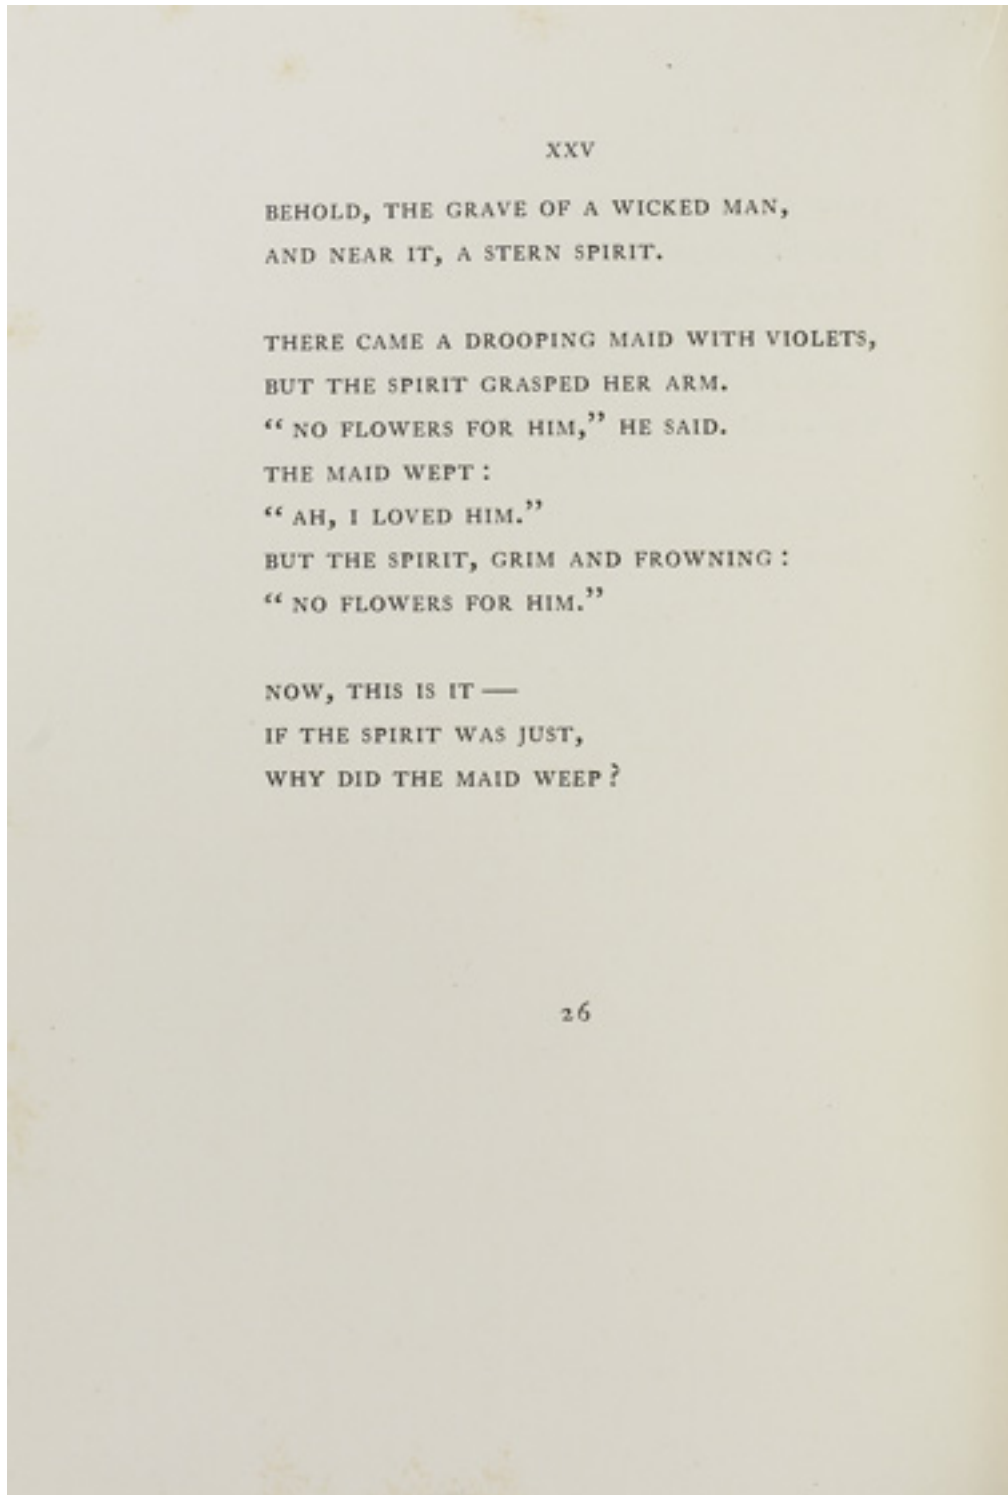 XXV
BEHOLD, THE GRAVE OF A WICKED MAN,
AND NEAR IT, A STERN SPIRIT.
THERE CAME A DROOPING MAID WITH VIOLETS,
BUT THE SPIRIT GRASPED HER ARM.
“ NO FLOWERS FOR HIM,” HE SAID.
THE MAID WEPT :
“ AH, I LOVED HIM.”
BUT THE SPIRIT, GRIM AND FROWNING :
“ NO FLOWERS FOR HIM.”
NOW, THIS IS IT —
IF THE SPIRIT WAS JUST,
WHY DID THE MAID WEEP ?
26